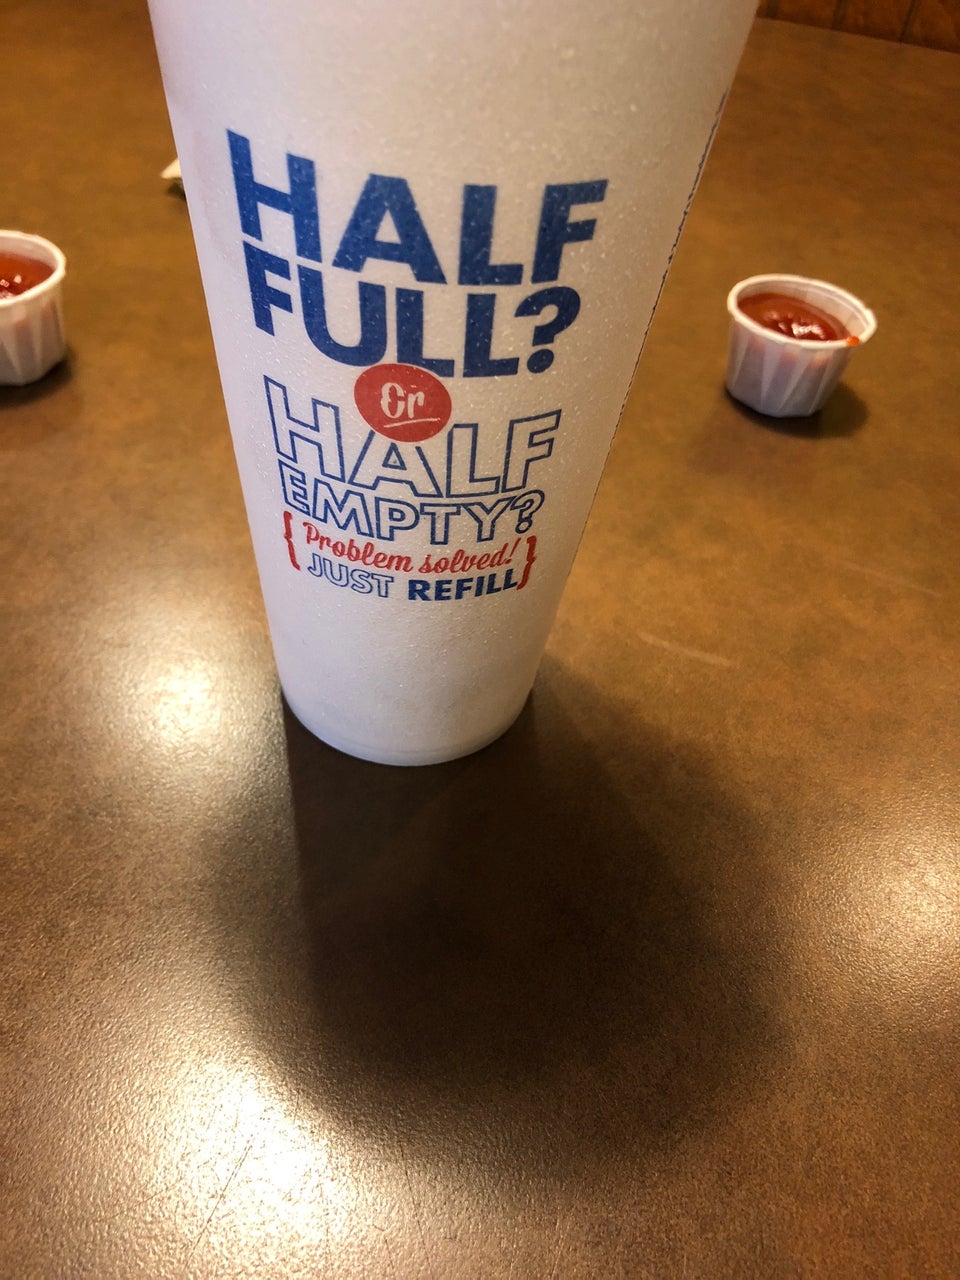 HALF
FULL?
Or
HALF
EMPTY?
{ Problem solved! }
JUST REFILL